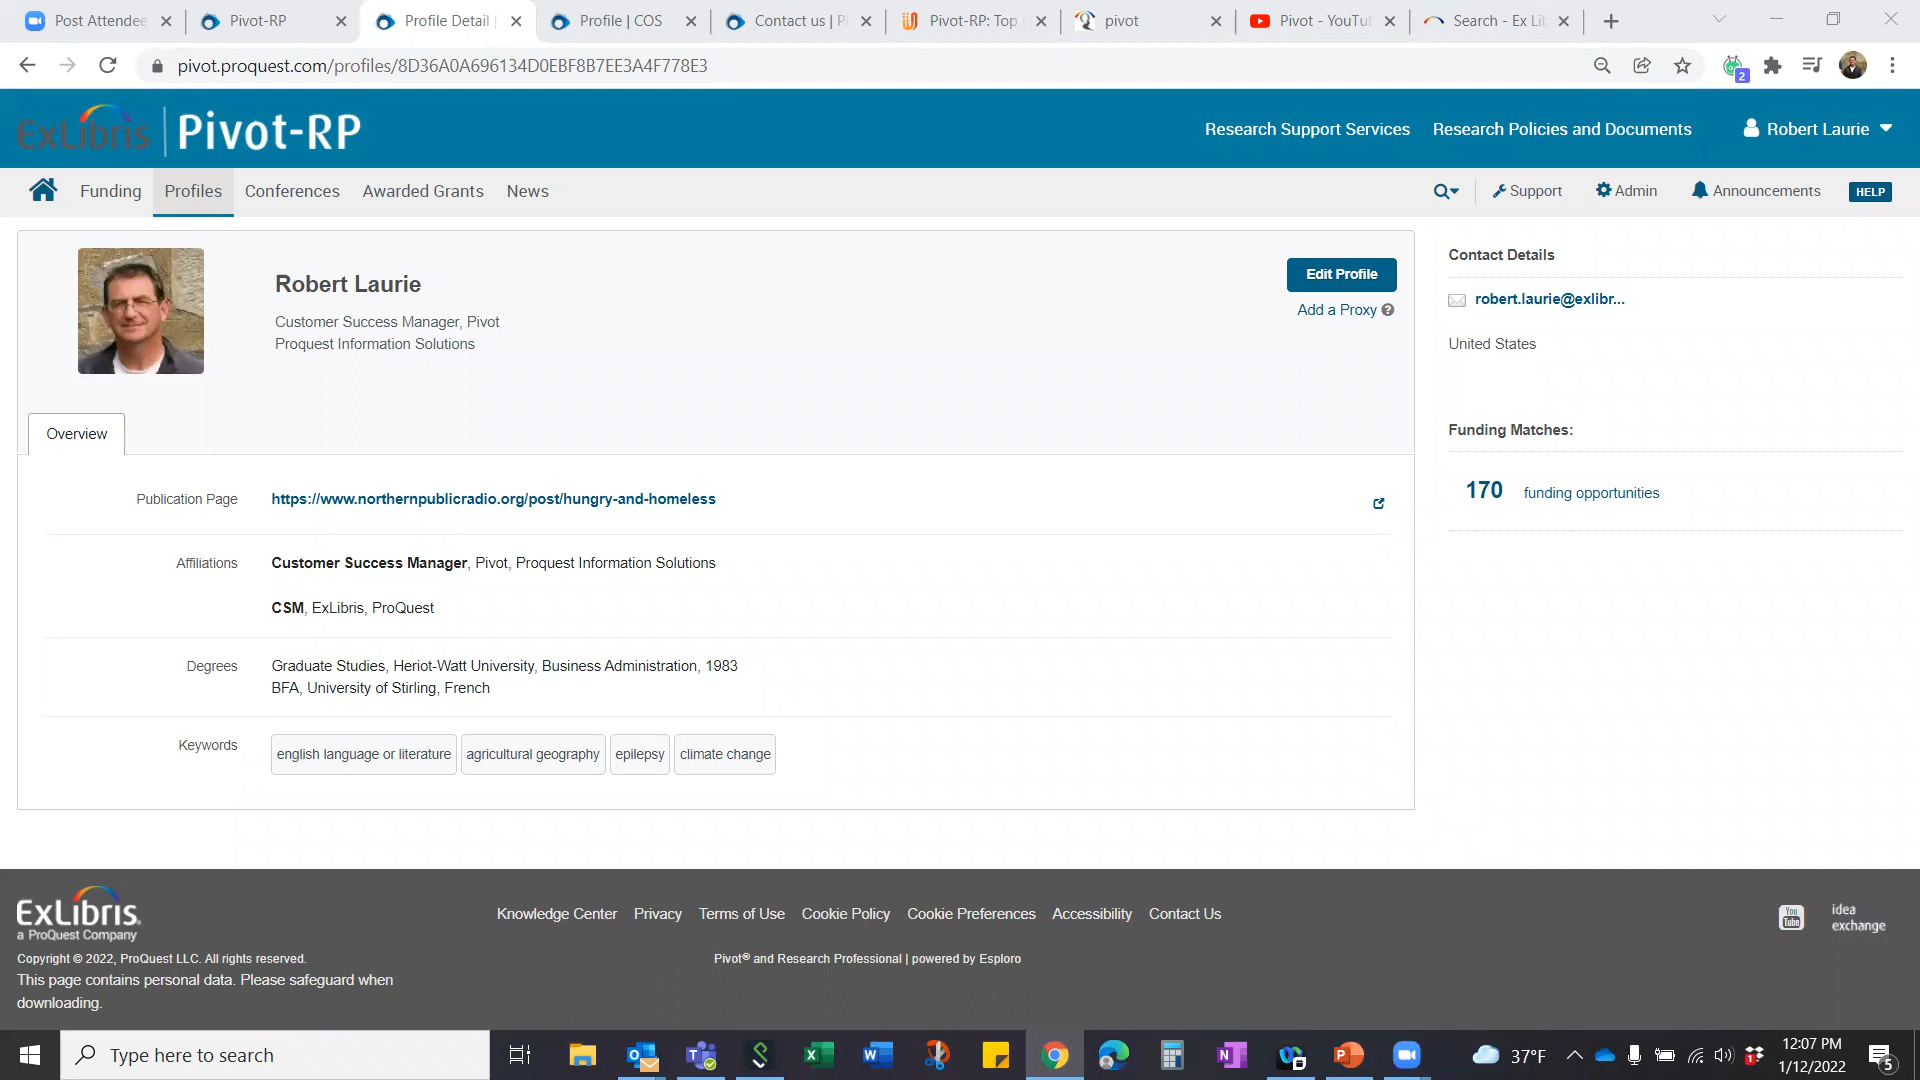 Post Attendee
Pivot-RP
Profile Detail
Profile | COS
Contact us | P
Pivot-RP: Top
pivot
Pivot - YouTu
Search - Ex Lib
pivot.proquest.com/profiles/8D36A0A696134D0EBF8B7EE3A4F778E3
2
ExLibris | Pivot-RP
Research Support Services
Research Policies and Documents
Robert Laurie
Funding
Profiles
Conferences
Awarded Grants
News
Support
Admin
Announcements
HELP
Robert Laurie
Customer Success Manager, Pivot
Proquest Information Solutions
Edit Profile
Add a Proxy ?
Contact Details
robert.laurie@exlibr...
United States
Funding Matches:
170 funding opportunities
Overview
Publication Page https://www.northernpublicradio.org/post/hungry-and-homeless
Affiliations Customer Success Manager, Pivot, Proquest Information Solutions
CSM, ExLibris, ProQuest
Degrees Graduate Studies, Heriot-Watt University, Business Administration, 1983
BFA, University of Stirling, French
Keywords english language or literature agricultural geography epilepsy climate change
ExLibris
a ProQuest Company
Knowledge Center Privacy Terms of Use Cookie Policy Cookie Preferences Accessibility Contact Us
You Tube
idea exchange
Copyright © 2022, ProQuest LLC. All rights reserved.
Pivot® and Research Professional | powered by Esploro
This page contains personal data. Please safeguard when
downloading.
Type here to search
37°F
12:07 PM
1/12/2022
5